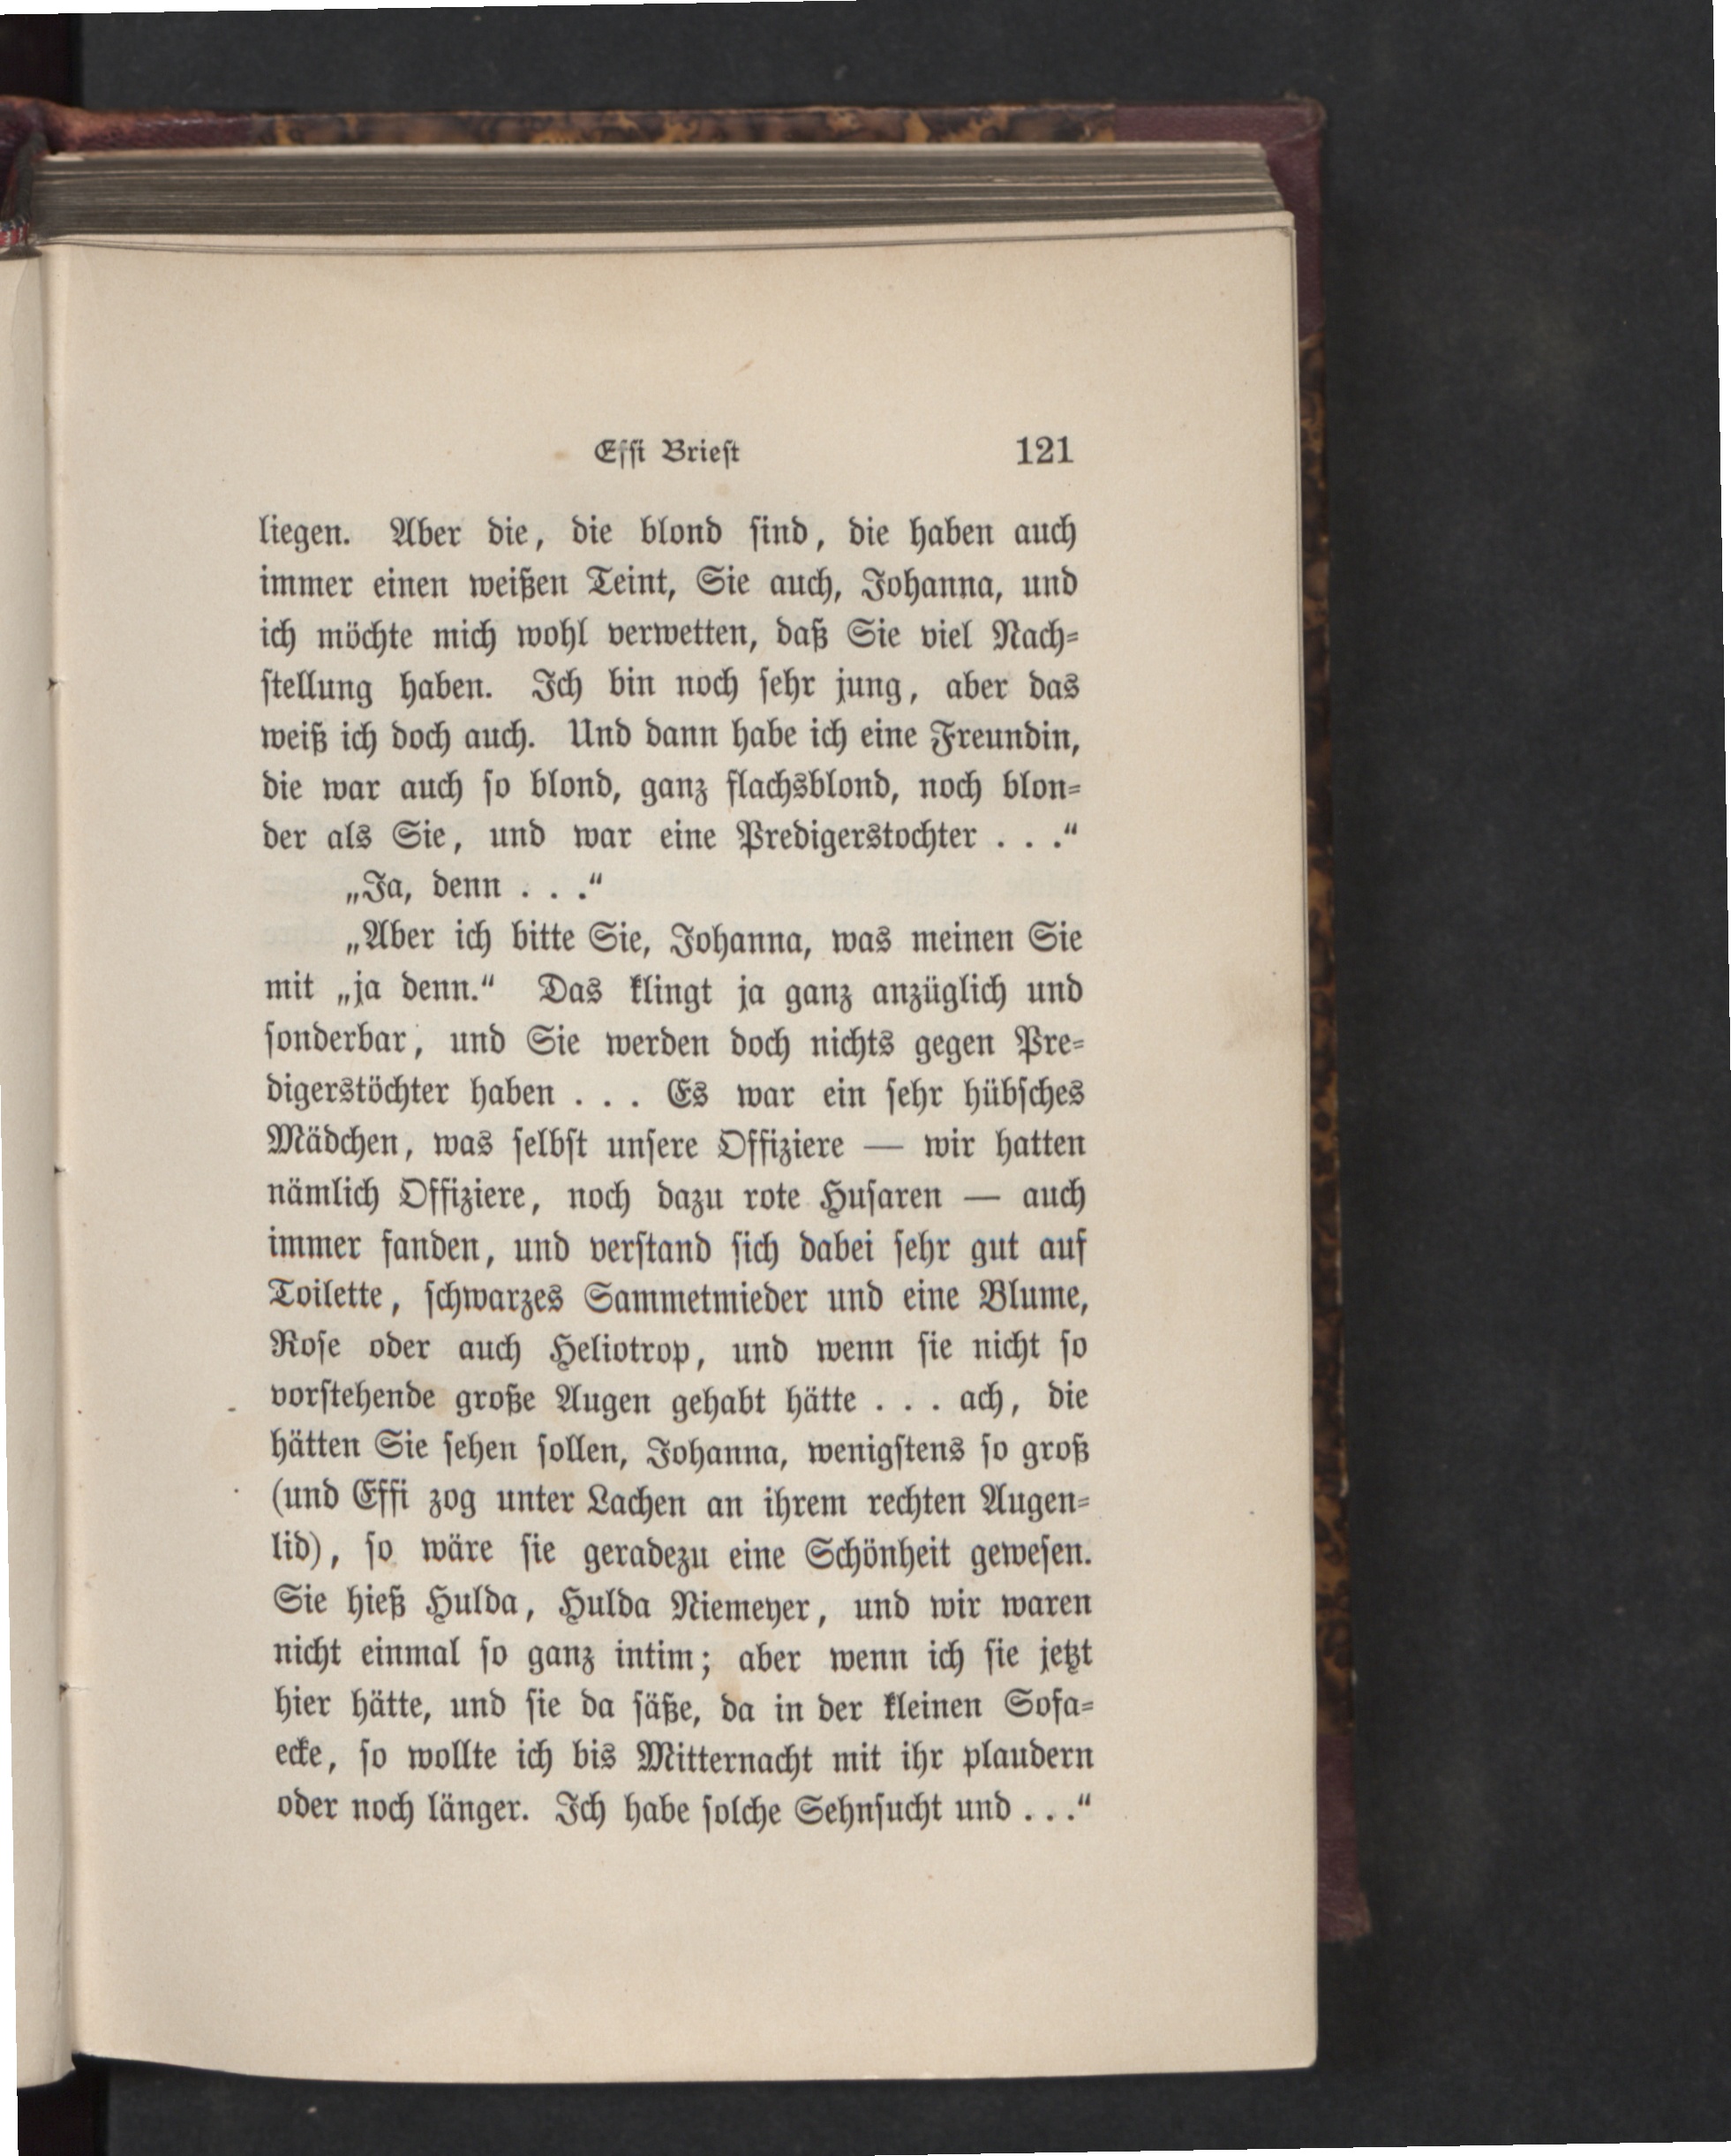 Effi Briest 121
liegen. Aber die, die blond sind, die haben auch
immer einen weißen Teint, Sie auch, Johanna, und
ich möchte mich wohl verwetten, daß Sie viel Nach-
stellung haben. Ich bin noch sehr jung, aber das
weiß ich doch auch. Und dann habe ich eine Freundin,
die war auch so blond, ganz flachsblond, noch blon-
der als Sie, und war eine Predigerstochter . . .“
„Ja, denn . . .“
„Aber ich bitte Sie, Johanna, was meinen Sie
mit „ja denn.“ Das klingt ja ganz anzüglich und
sonderbar, und Sie werden doch nichts gegen Pre-
digerstöchter haben . . . Es war ein sehr hübsches
Mädchen, was selbst unsere Offiziere — wir hatten
nämlich Offiziere, noch dazu rote Husaren — auch
immer fanden, und verstand sich dabei sehr gut auf
Toilette, schwarzes Sammetmieder und eine Blume,
Rose oder auch Heliotrop, und wenn sie nicht so
vorstehende große Augen gehabt hätte . . . ach, die
hätten Sie sehen sollen, Johanna, wenigstens so groß
(und Effi zog unter Lachen an ihrem rechten Augen-
lid), so wäre sie geradezu eine Schönheit gewesen.
Sie hieß Hulda, Hulda Niemeyer, und wir waren
nicht einmal so ganz intim; aber wenn ich sie jetzt
hier hätte, und sie da säße, da in der kleinen Sofa-
ecke, so wollte ich bis Mitternacht mit ihr plaudern
oder noch länger. Ich habe solche Sehnsucht und . . .“